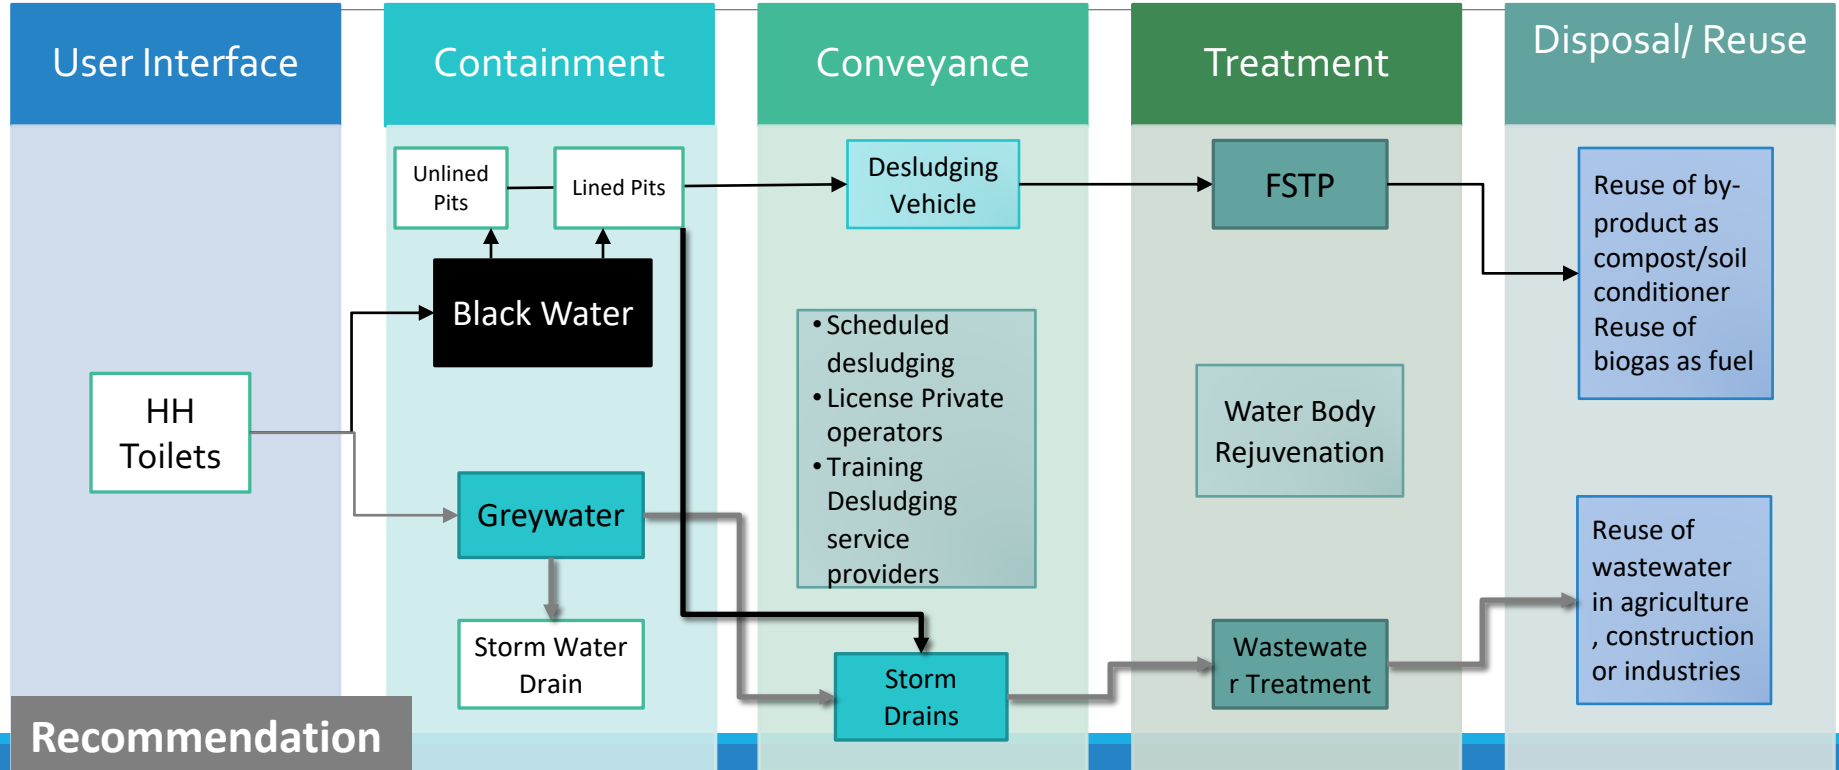 User Interface
Containment
Conveyance
Treatment
Disposal/ Reuse
HH
Toilets
Unlined
Pits
Lined Pits
Black Water
Greywater
Storm Water
Drain
Desludging
Vehicle
• Scheduled
desludging
• License Private
operators
• Training
Desludging
service
providers
Storm
Drains
FSTP
Water Body
Rejuvenation
Wastewate
r Treatment
Reuse of by-
product as
compost/soil
conditioner
Reuse of
biogas as fuel
Reuse of
wastewater
in agriculture
, construction
or industries
Recommendation